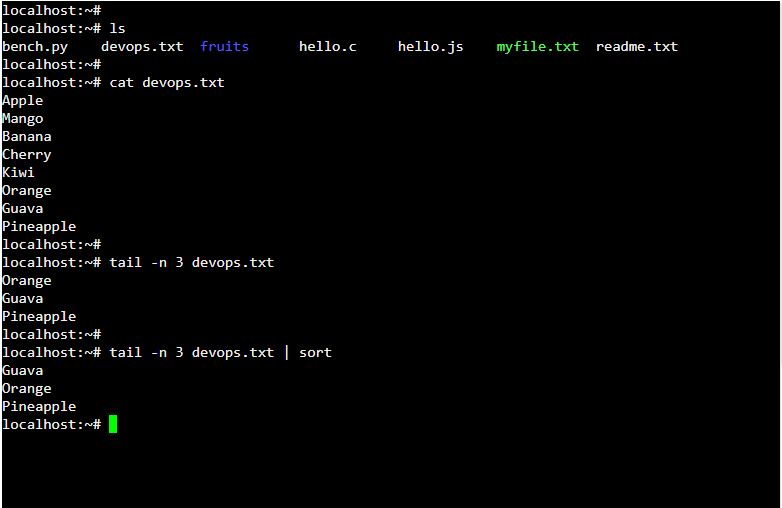 localhost:~#
localhost:~# ls
bench.py    devops.txt  fruits      hello.c     hello.js    myfile.txt  readme.txt
localhost:~#
localhost:~# cat devops.txt
Apple
Mango
Banana
Cherry
Kiwi
Orange
Guava
Pineapple
localhost:~#
localhost:~# tail -n 3 devops.txt
Orange
Guava
Pineapple
localhost:~#
localhost:~# tail -n 3 devops.txt | sort
Guava
Orange
Pineapple
localhost:~#